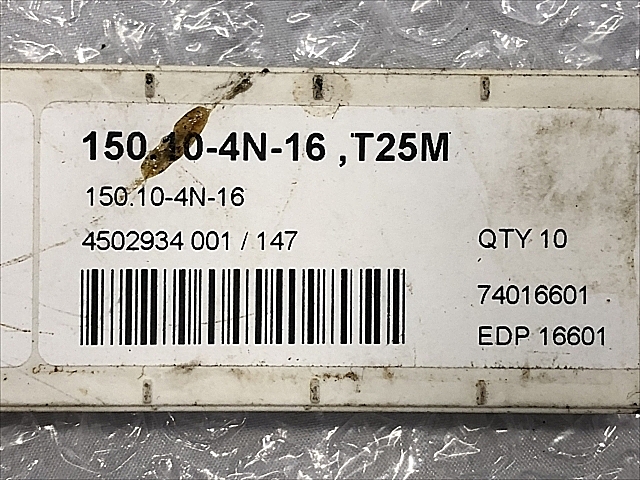 150.10-4N-16 ,T25M
150.10-4N-16
4502934 001 / 147
QTY 10
74016601
EDP 16601